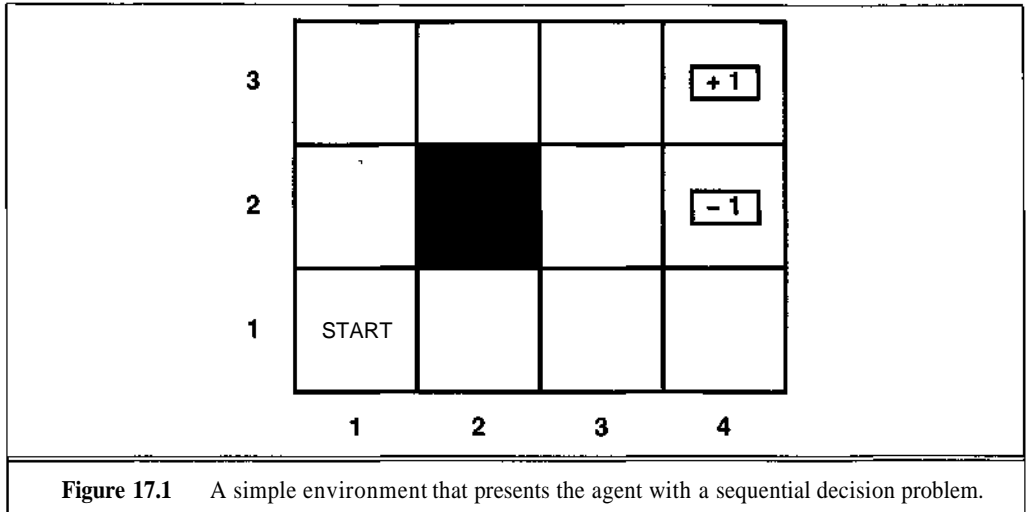 3 + 1
2 - 1
1 START
1 2 3 4
Figure 17.1 A simple environment that presents the agent with a sequential decision problem.